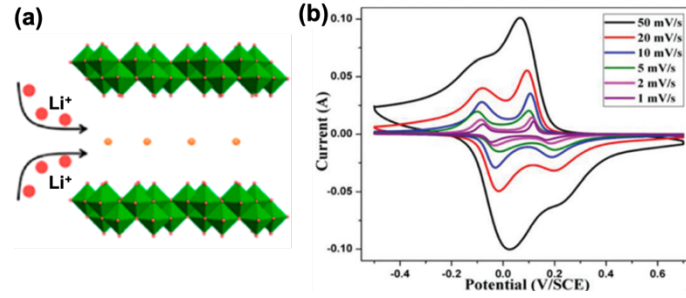 (a)
Li⁺
Li⁺
(b)
50 mV/s
20 mV/s
10 mV/s
5 mV/s
2 mV/s
1 mV/s
Current (A)
0.10
0.05
0.00
-0.05
-0.10
-0.4 -0.2 0.0 0.2 0.4 0.6
Potential (V/SCE)